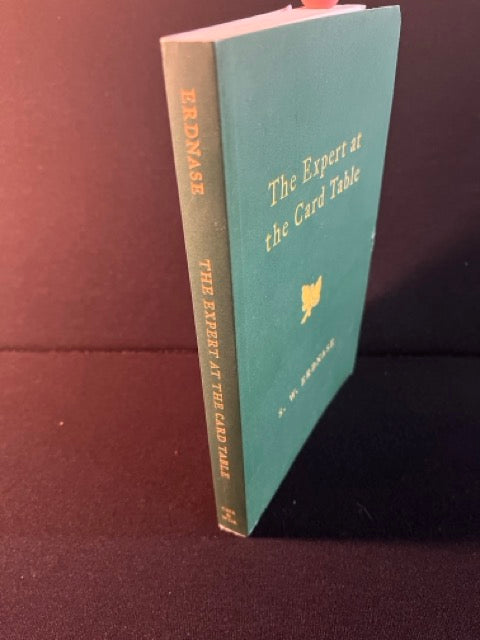 ERDNASE
THE EXPERT AT THE CARD TABLE
The Expert at
the Card Table
S. W. ERDNASE